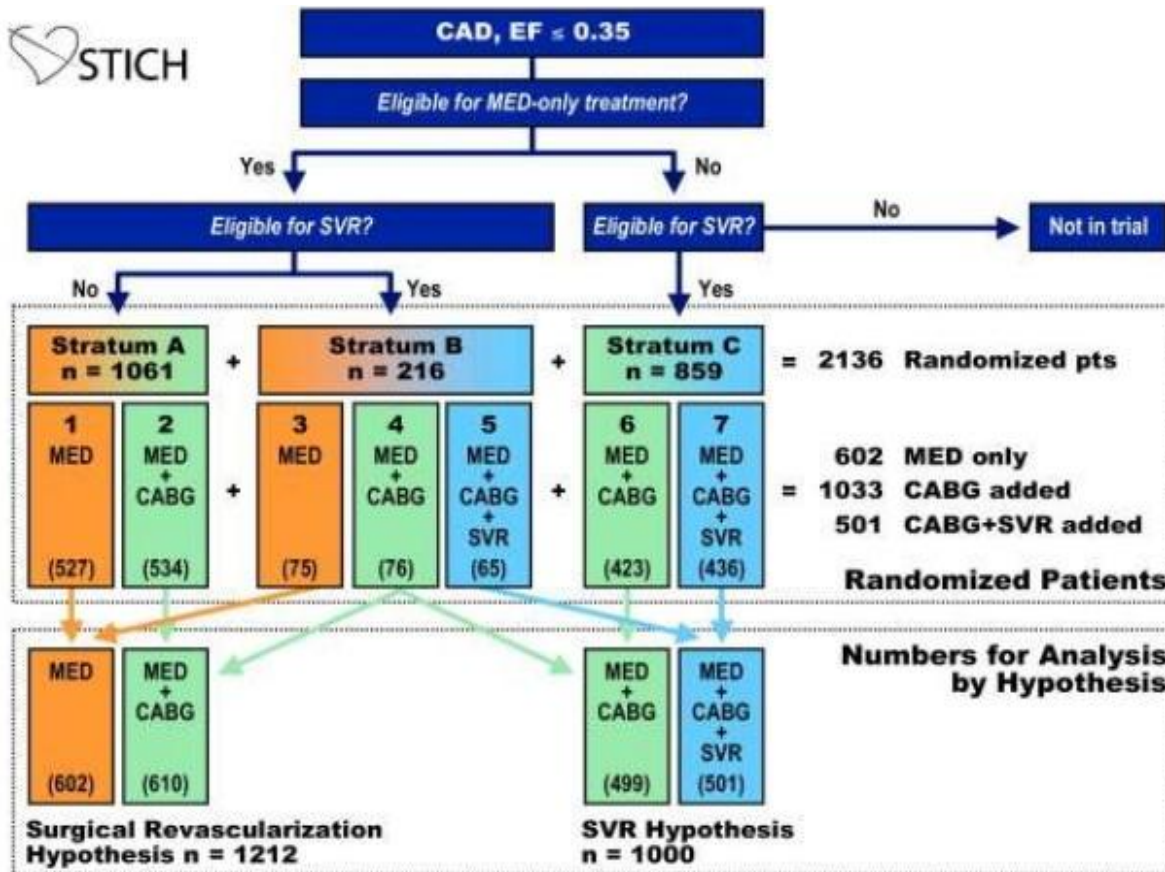 STICH
CAD, EF ≤ 0.35
Eligible for MED-only treatment?
Yes
No
Eligible for SVR?
Eligible for SVR?
No
Not in trial
No
Yes
Yes
Stratum A
n = 1061
+
Stratum B
n = 216
+
Stratum C
n = 859
= 2136 Randomized pts
1
MED
(527)
2
MED
+
CABG
(534)
+
3
MED
(75)
4
MED
+
CABG
(76)
5
MED
+
CABG
+
SVR
(65)
+
6
MED
+
CABG
(423)
7
MED
+
CABG
+
SVR
(436)
602 MED only
= 1033 CABG added
501 CABG+SVR added
Randomized Patients
MED
(602)
MED
+
CABG
(610)
MED
+
CABG
(499)
MED
+
CABG
+
SVR
(501)
Numbers for Analysis
by Hypothesis
Surgical Revascularization
Hypothesis n = 1212
SVR Hypothesis
n = 1000